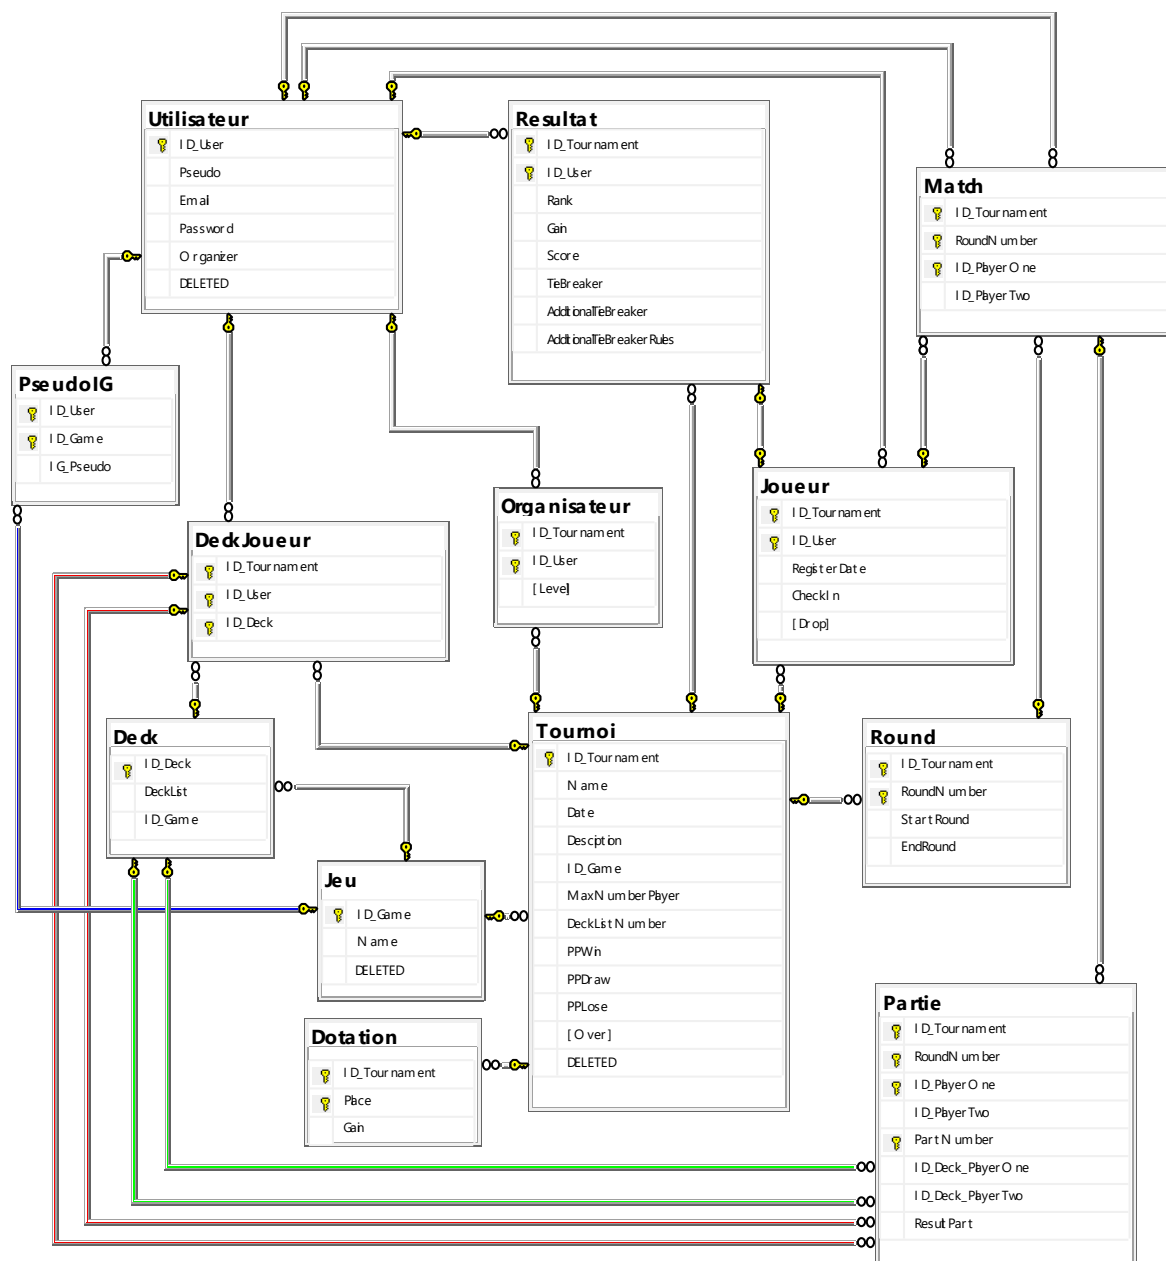 Utilisateur
ID_User
Pseudo
Email
Password
Organizer
DELETED
Resultat
ID_Tournament
ID_User
Rank
Gain
Score
TieBreaker
AdditionalTieBreaker
AdditionalTieBreakerRules
Match
ID_Tournament
RoundNumber
ID_PlayerOne
ID_PlayerTwo
PseudoIG
ID_User
ID_Game
IG_Pseudo
DeckJoueur
ID_Tournament
ID_User
ID_Deck
Organisateur
ID_Tournament
ID_User
[Level]
Joueur
ID_Tournament
ID_User
RegisterDate
CheckIn
[Drop]
Deck
ID_Deck
DeckList
ID_Game
Tournoi
ID_Tournament
Name
Date
Desciption
ID_Game
MaxNumberPlayer
DeckListNumber
PPWin
PPDraw
PPLose
[Over]
DELETED
Round
ID_Tournament
RoundNumber
StartRound
EndRound
Jeu
ID_Game
Name
DELETED
Dotation
ID_Tournament
Place
Gain
Partie
ID_Tournament
RoundNumber
ID_PlayerOne
ID_PlayerTwo
PartNumber
ID_Deck_PlayerOne
ID_Deck_PlayerTwo
ResultPart